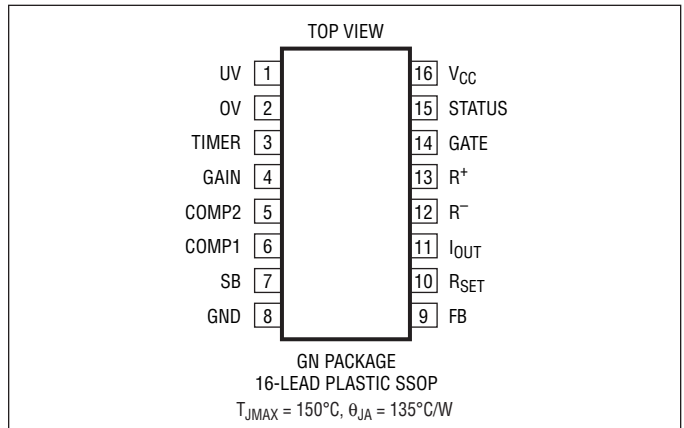 TOP VIEW
UV 1 16 VCC
OV 2 15 STATUS
TIMER 3 14 GATE
GAIN 4 13 R+
COMP2 5 12 R−
COMP1 6 11 IOUT
SB 7 10 RSET
GND 8 9 FB
GN PACKAGE
16-LEAD PLASTIC SSOP
TJMAX = 150°C, θJA = 135°C/W